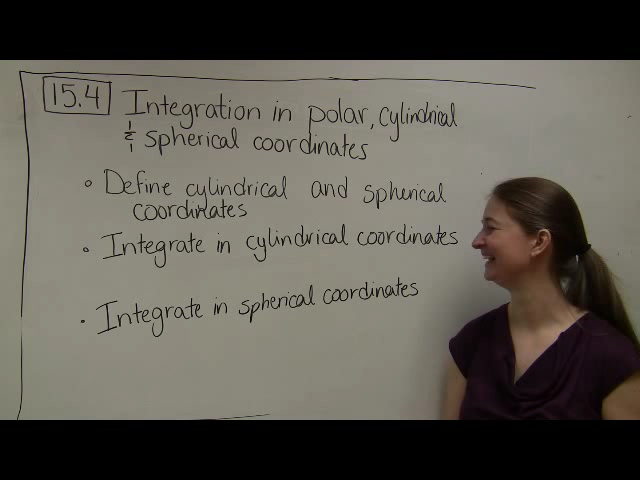 15.4 Integration in polar, cylindrical
& spherical coordinates
• Define cylindrical and spherical
coordinates
• Integrate in cylindrical coordinates
• Integrate in spherical coordinates